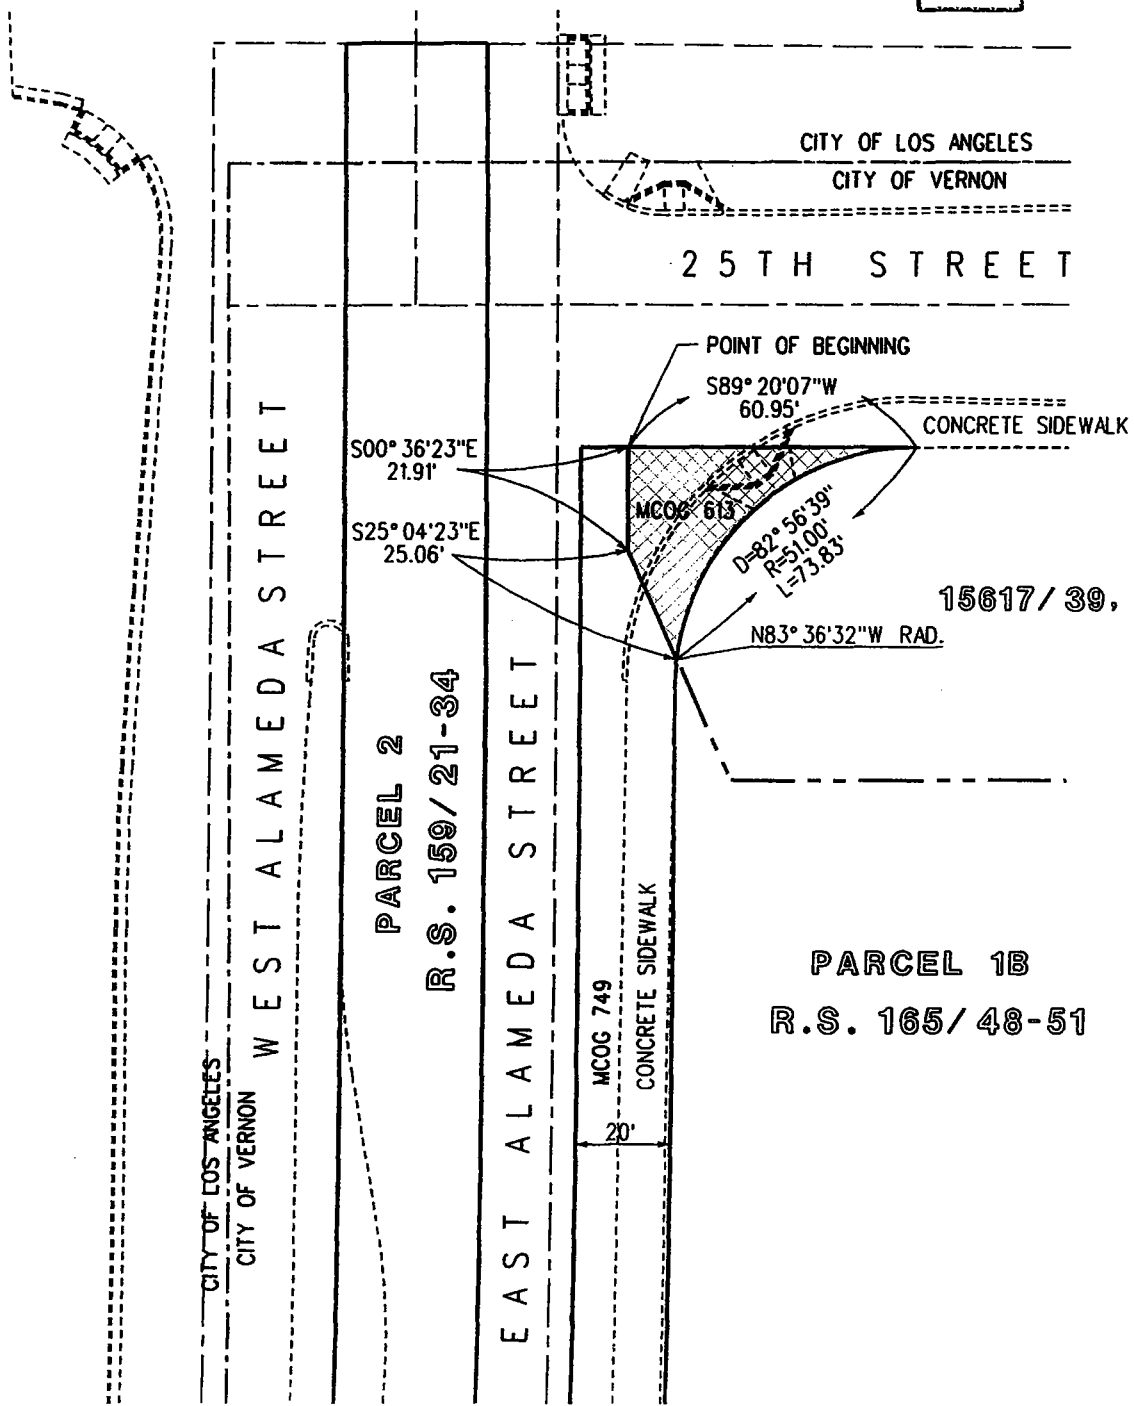 CITY OF LOS ANGELES
CITY OF VERNON
25TH STREET
POINT OF BEGINNING
S89° 20'07"W
60.95'
CONCRETE SIDEWALK
S00° 36'23"E
21.91'
MCOG 613
S25° 04'23"E
25.06'
D=82° 56'39"
R=51.00'
L=73.83'
15617/39,
N83° 36'32"W RAD.
WEST ALAMEDA STREET
PARCEL 2
R.S. 159/21-34
EAST ALAMEDA STREET
MCOG 749
CONCRETE SIDEWALK
PARCEL 1B
R.S. 165/48-51
20'
CITY OF LOS ANGELES
CITY OF VERNON